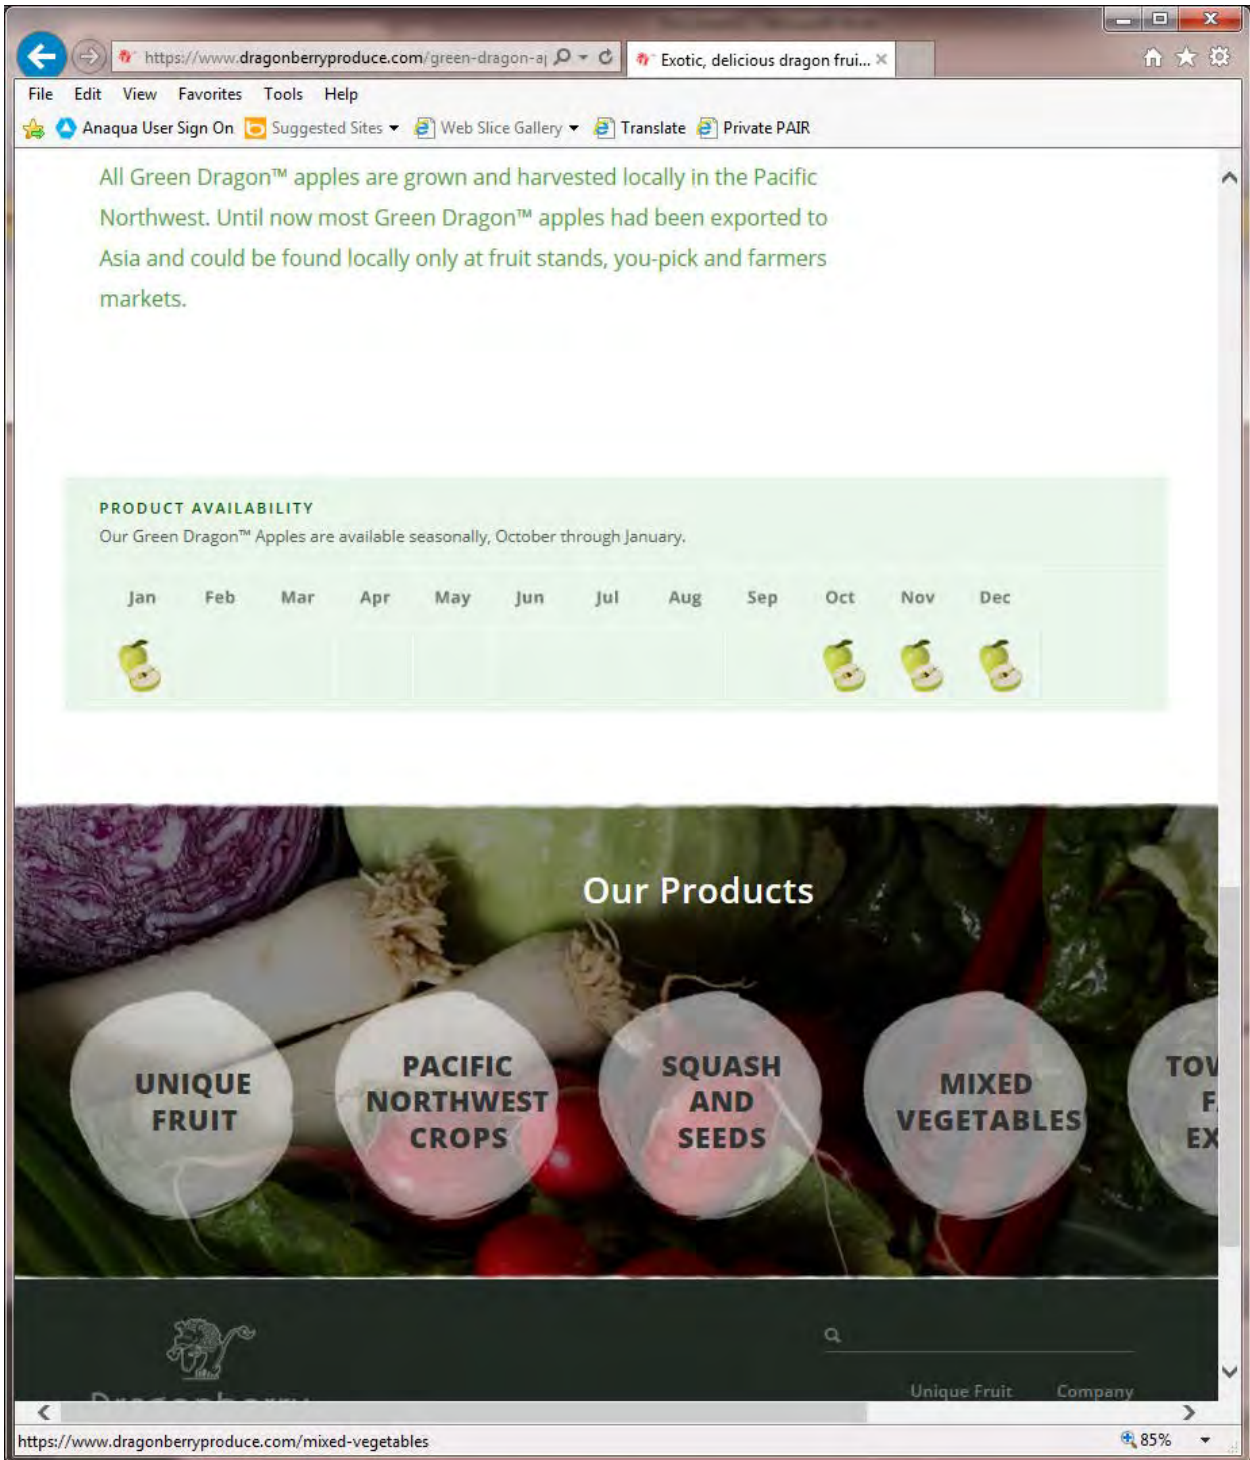 https://www.dragonberryproduce.com/green-dragon-a
Exotic, delicious dragon frui...
File Edit View Favorites Tools Help
Anaqua User Sign On Suggested Sites Web Slice Gallery Translate Private PAIR
All Green Dragon™ apples are grown and harvested locally in the Pacific
Northwest. Until now most Green Dragon™ apples had been exported to
Asia and could be found locally only at fruit stands, you-pick and farmers
markets.
PRODUCT AVAILABILITY
Our Green Dragon™ Apples are available seasonally, October through January.
Jan Feb Mar Apr May Jun Jul Aug Sep Oct Nov Dec
Our Products
UNIQUE
FRUIT
PACIFIC
NORTHWEST
CROPS
SQUASH
AND
SEEDS
MIXED
VEGETABLES
Dragonberry
Unique Fruit Company
https://www.dragonberryproduce.com/mixed-vegetables
85%